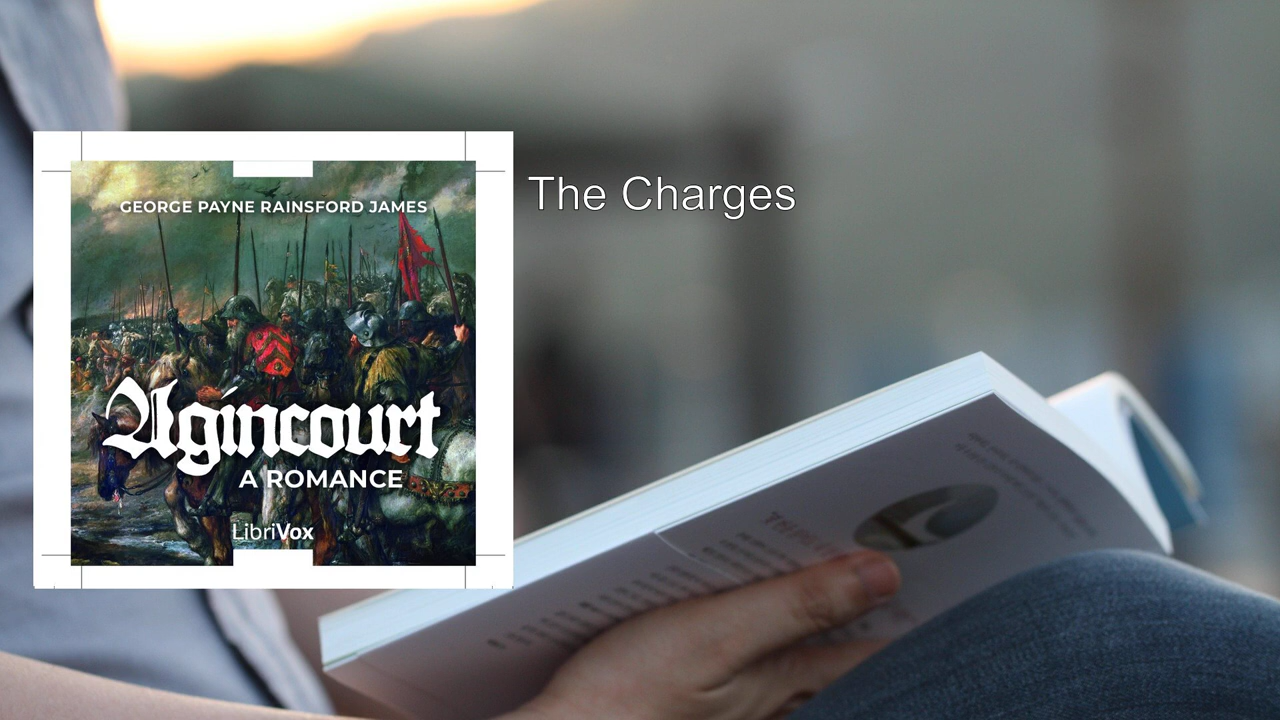 GEORGE PAYNE RAINSFORD JAMES
Agincourt
A ROMANCE
LibriVox
The Charges